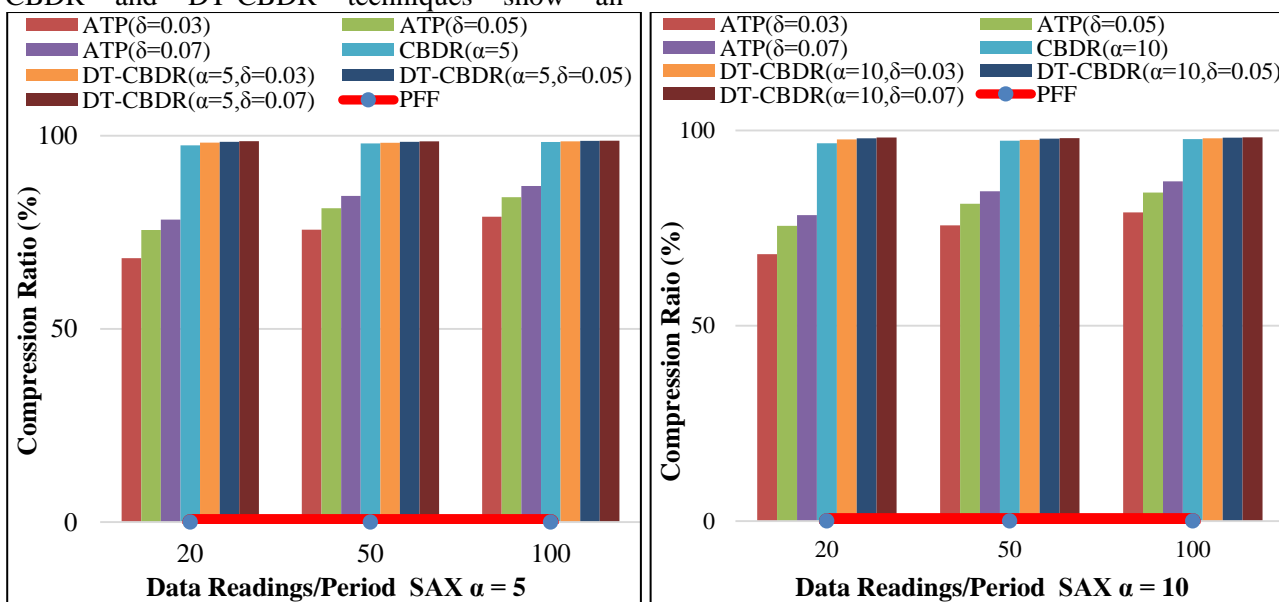 CBDR and DT-CBDR techniques show an
ATP(δ=0.03) ATP(δ=0.05)
ATP(δ=0.07) CBDR(α=5)
DT-CBDR(α=5,δ=0.03) DT-CBDR(α=5,δ=0.05)
DT-CBDR(α=5,δ=0.07) PFF
Compression Ratio (%)
100
50
0
20 50 100
Data Readings/Period SAX α = 5
ATP(δ=0.03) ATP(δ=0.05)
ATP(δ=0.07) CBDR(α=10)
DT-CBDR(α=10,δ=0.03) DT-CBDR(α=10,δ=0.05)
DT-CBDR(α=10,δ=0.07) PFF
Compression Raio (%)
100
50
0
20 50 100
Data Readings/Period SAX α = 10